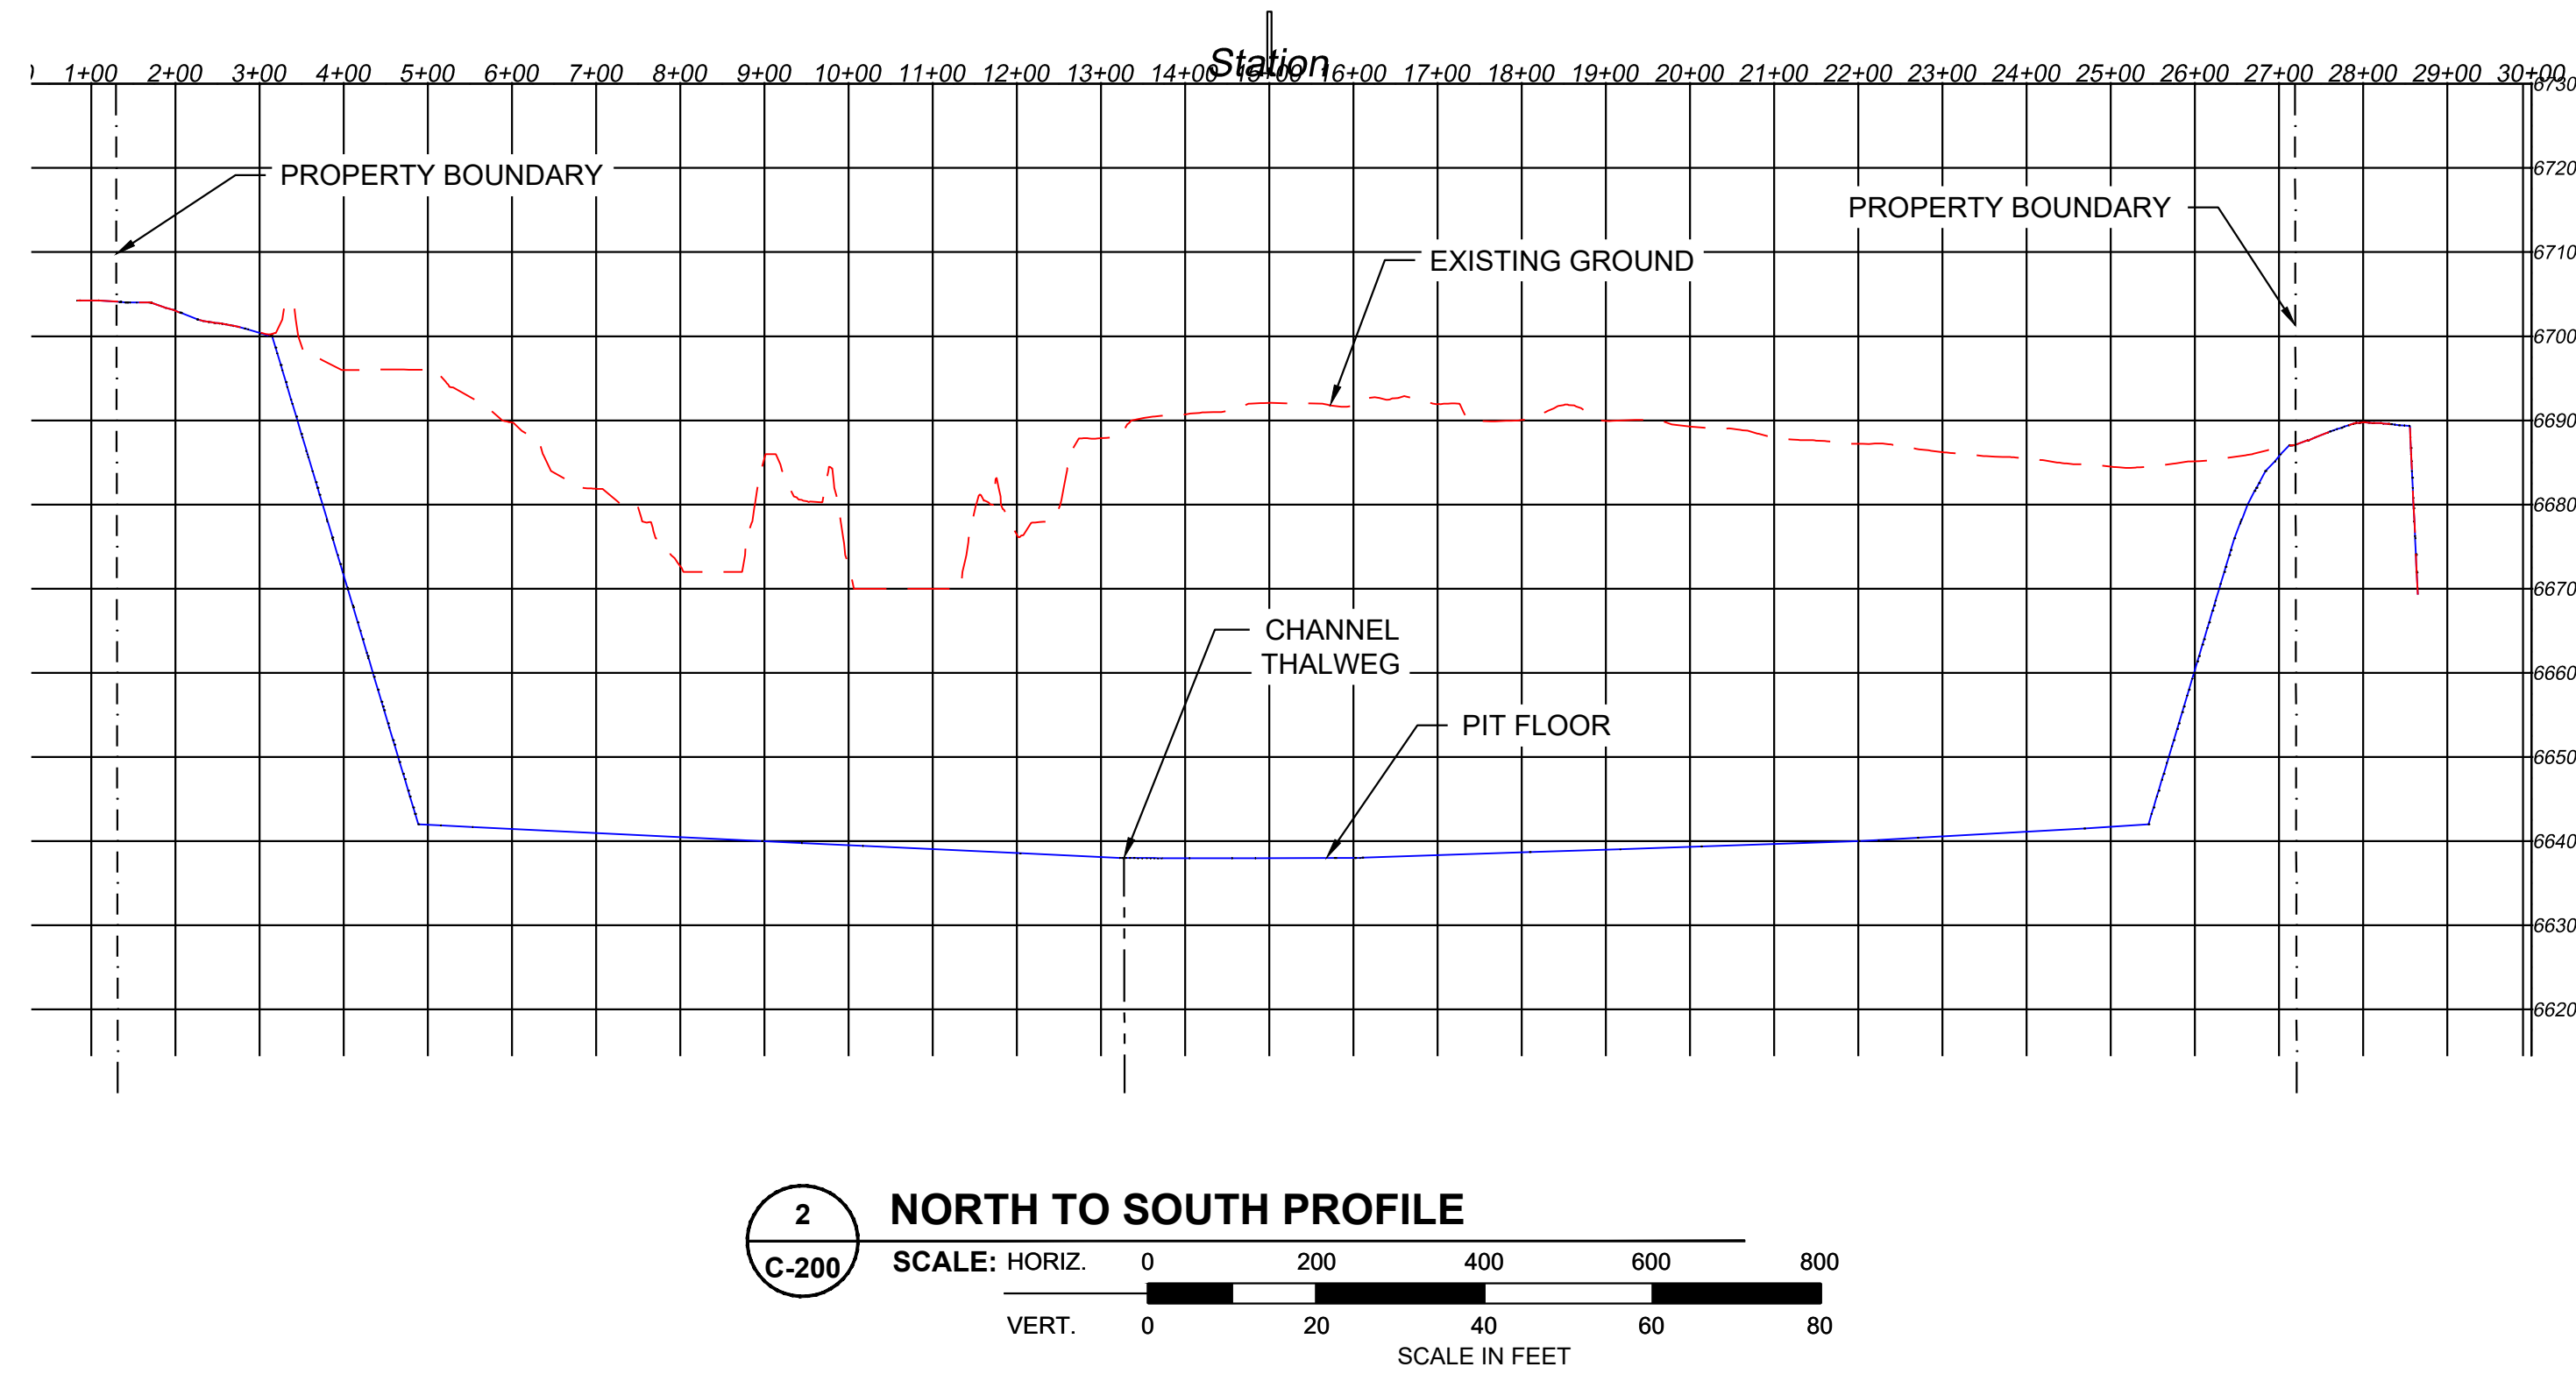 Station
1+00 2+00 3+00 4+00 5+00 6+00 7+00 8+00 9+00 10+00 11+00 12+00 13+00 14+00 15+00 16+00 17+00 18+00 19+00 20+00 21+00 22+00 23+00 24+00 25+00 26+00 27+00 28+00 29+00 30+00
6730
6720
PROPERTY BOUNDARY
PROPERTY BOUNDARY
6710
EXISTING GROUND
6700
6690
6680
6670
CHANNEL
THALWEG
6660
PIT FLOOR
6650
6640
6630
6620
2
C-200
NORTH TO SOUTH PROFILE
SCALE: HORIZ. 0 200 400 600 800
VERT. 0 20 40 60 80
SCALE IN FEET